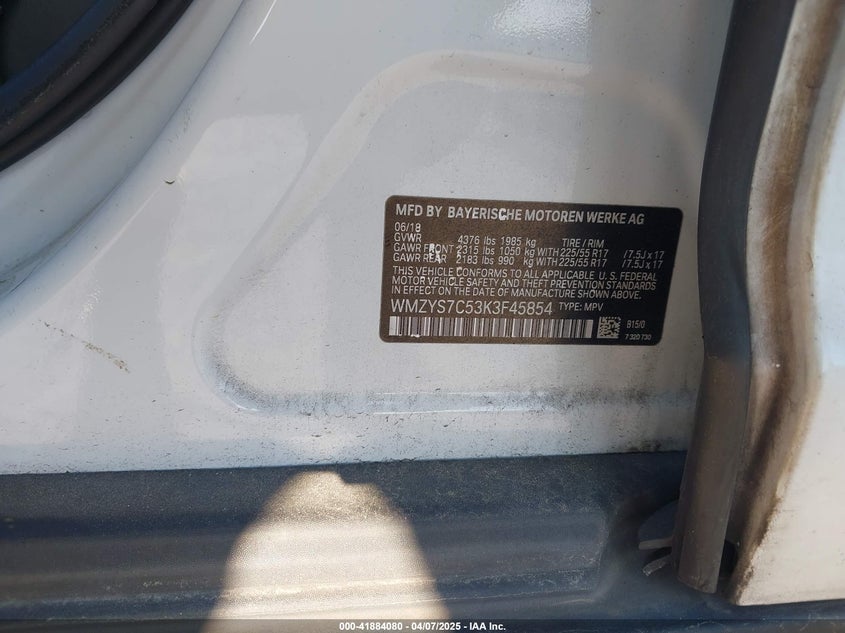 MFD BY BAYERISCHE MOTOREN WERKE AG
06/18
GVWR 4376 lbs 1985 kg TIRE / RIM
GAWR FRONT 2315 lbs 1050 kg WITH 225/55 R17 /7.5J x 17
GAWR REAR 2183 lbs 990 kg WITH 225/55 R17 /7.5J x 17
THIS VEHICLE CONFORMS TO ALL APPLICABLE U.S. FEDERAL
MOTOR VEHICLE SAFETY AND THEFT PREVENTION STANDARDS
IN EFFECT ON THE DATE OF MANUFACTURE SHOWN ABOVE.
WMZYS7C53K3F45854 TYPE: MPV
B15/0
7 320 730
000-41884080 - 04/07/2025 - IAA Inc.